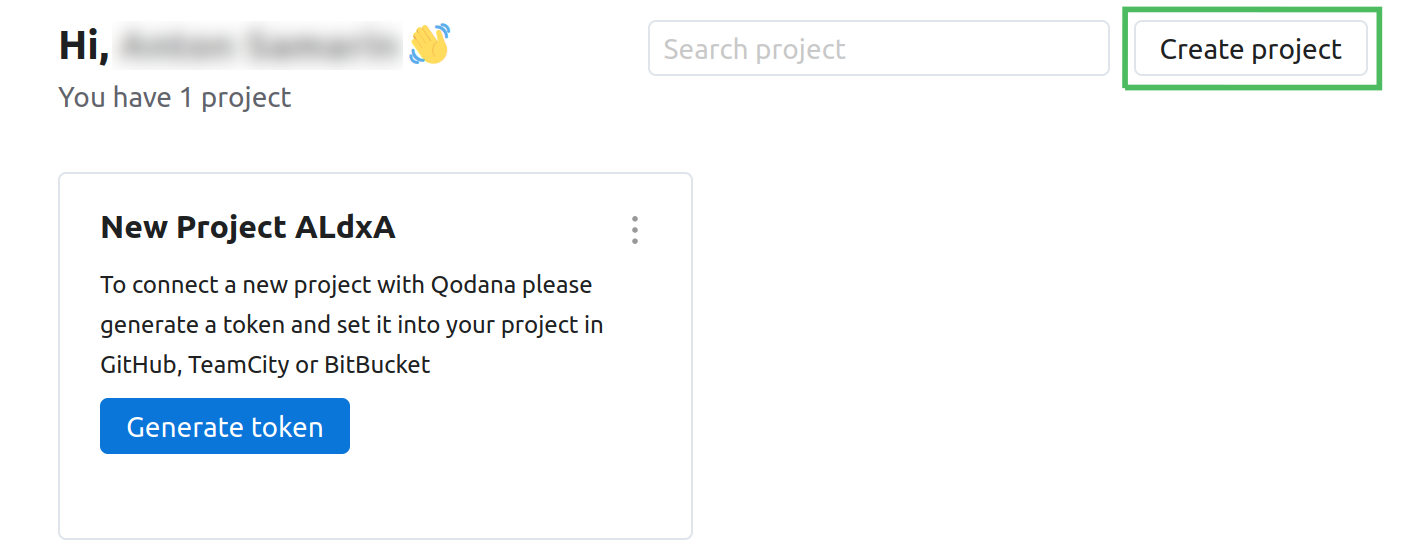 Hi,
Search project
Create project
You have 1 project
New Project ALdxA
To connect a new project with Qodana please
generate a token and set it into your project in
GitHub, TeamCity or BitBucket
Generate token